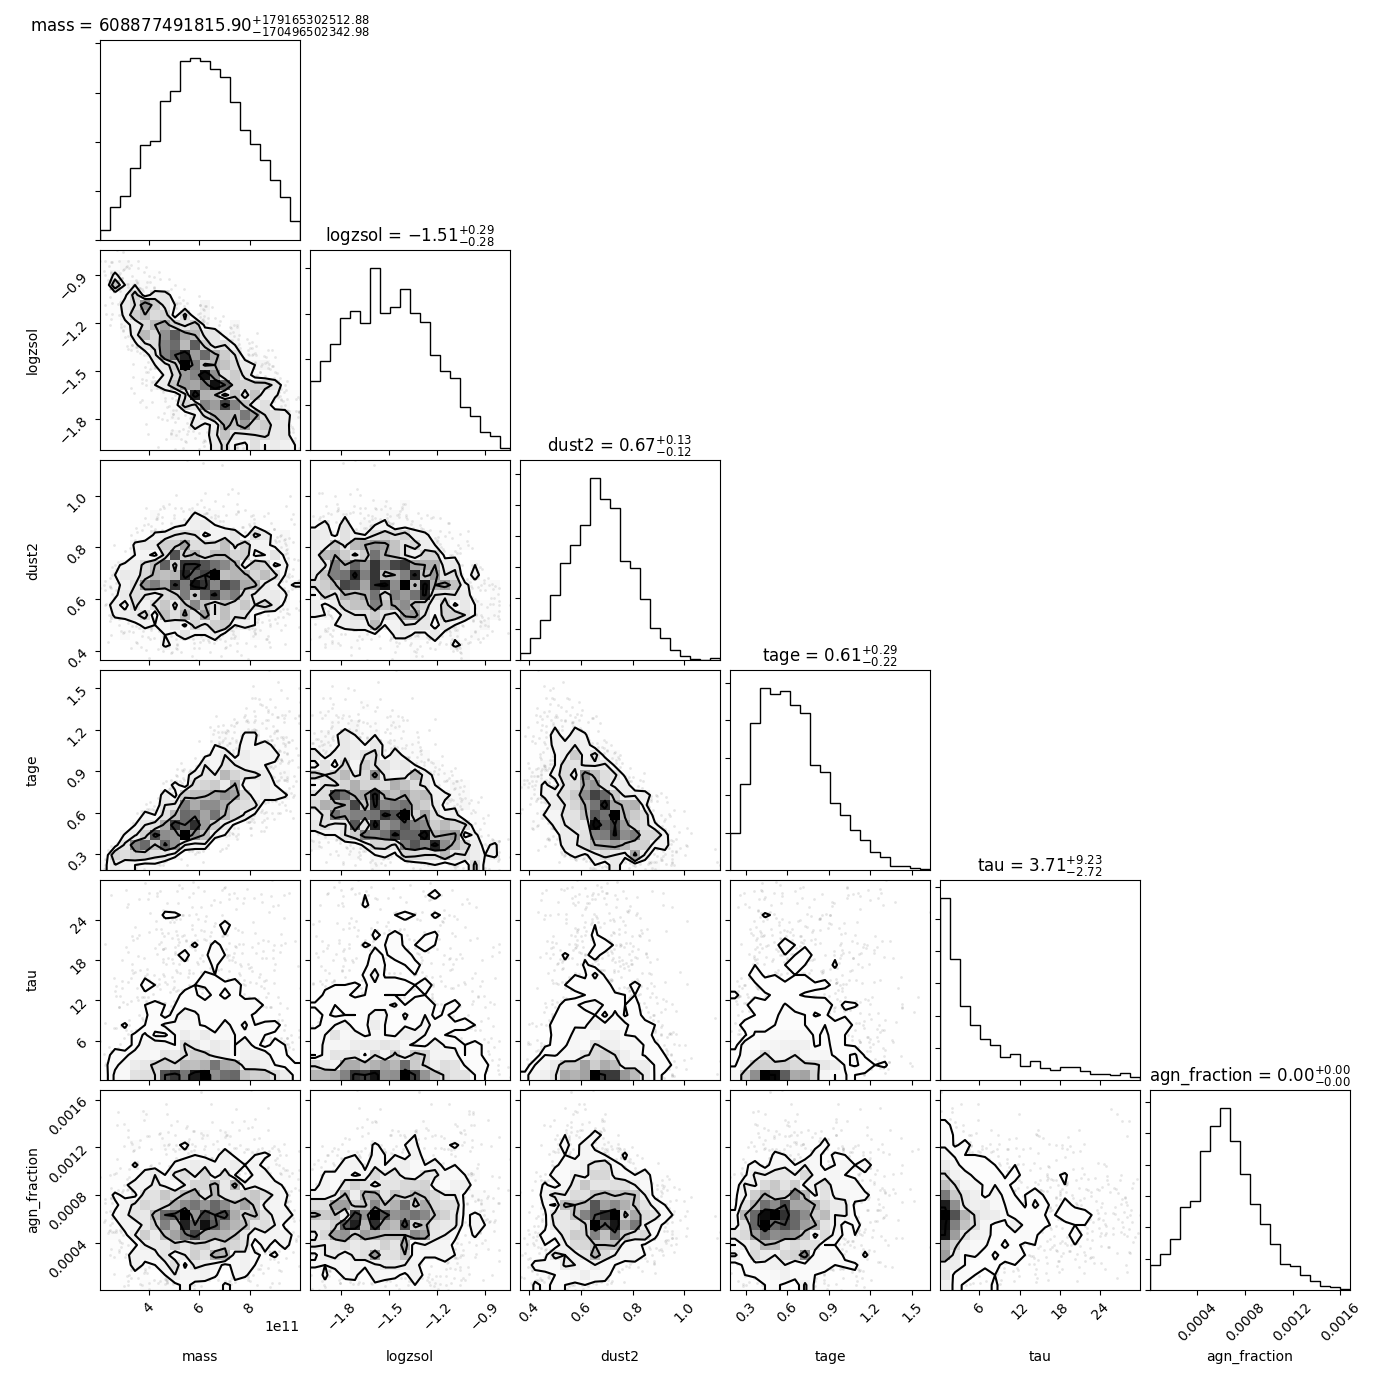 mass = 608877491815.90+179165302512.88−170496502342.98
logzsol = −1.51+0.29−0.28
−0.9
−1.2
−1.5
−1.8
logzsol
dust2 = 0.67+0.13−0.12
1.0
0.8
0.6
0.4
dust2
tage = 0.61+0.29−0.22
1.5
1.2
0.9
0.6
0.3
tage
tau = 3.71+9.23−2.72
24
18
12
6
tau
agn_fraction = 0.00+0.00−0.00
0.0016
0.0012
0.0008
0.0004
agn_fraction
4 6 8 −1.8 −1.5 −1.2 −0.9 0.4 0.6 0.8 1.0 0.3 0.6 0.9 1.2 1.5 6 12 18 24 0.0004 0.0008 0.0012 0.0016
1e11
mass logzsol dust2 tage tau agn_fraction